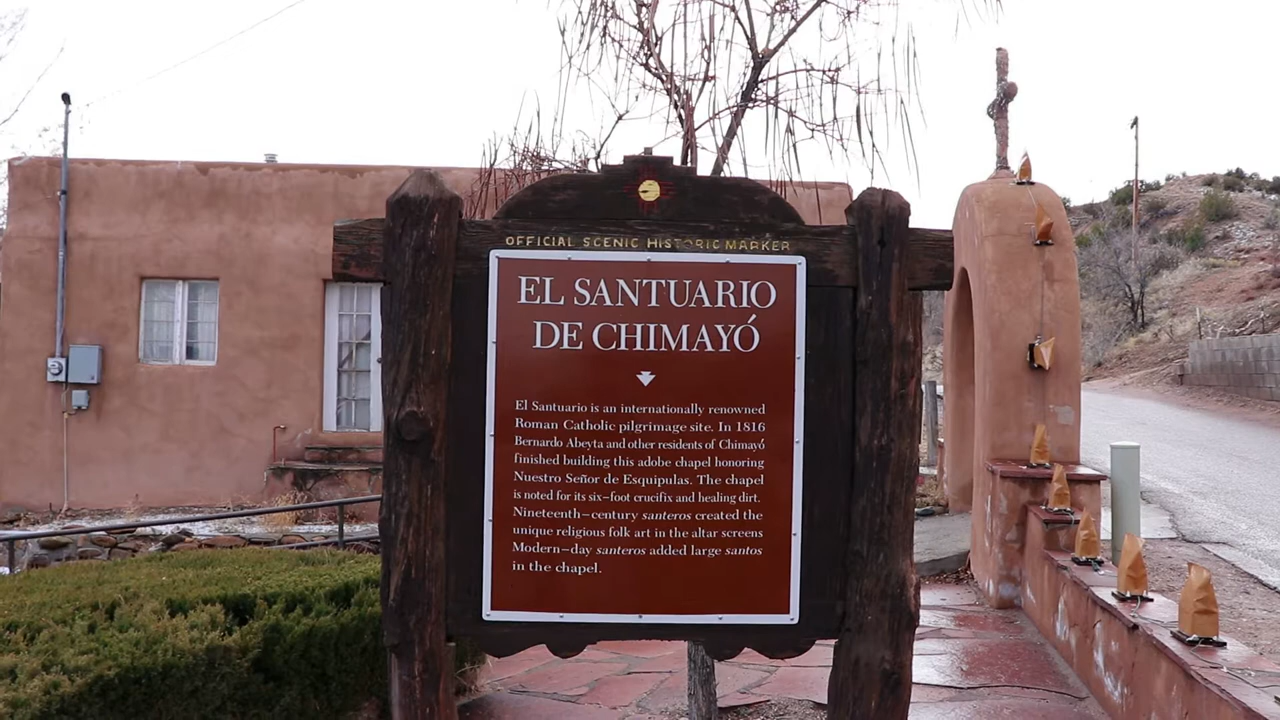 OFFICIAL SCENIC HISTORIC MARKER
EL SANTUARIO
DE CHIMAYÓ
El Santuario is an internationally renowned
Roman Catholic pilgrimage site. In 1816
Bernardo Abeyta and other residents of Chimayó
finished building this adobe chapel honoring
Nuestro Señor de Esquipulas. The chapel
is noted for its six-foot crucifix and healing dirt.
Nineteenth-century santeros created the
unique religious folk art in the altar screens
Modern-day santeros added large santos
in the chapel.